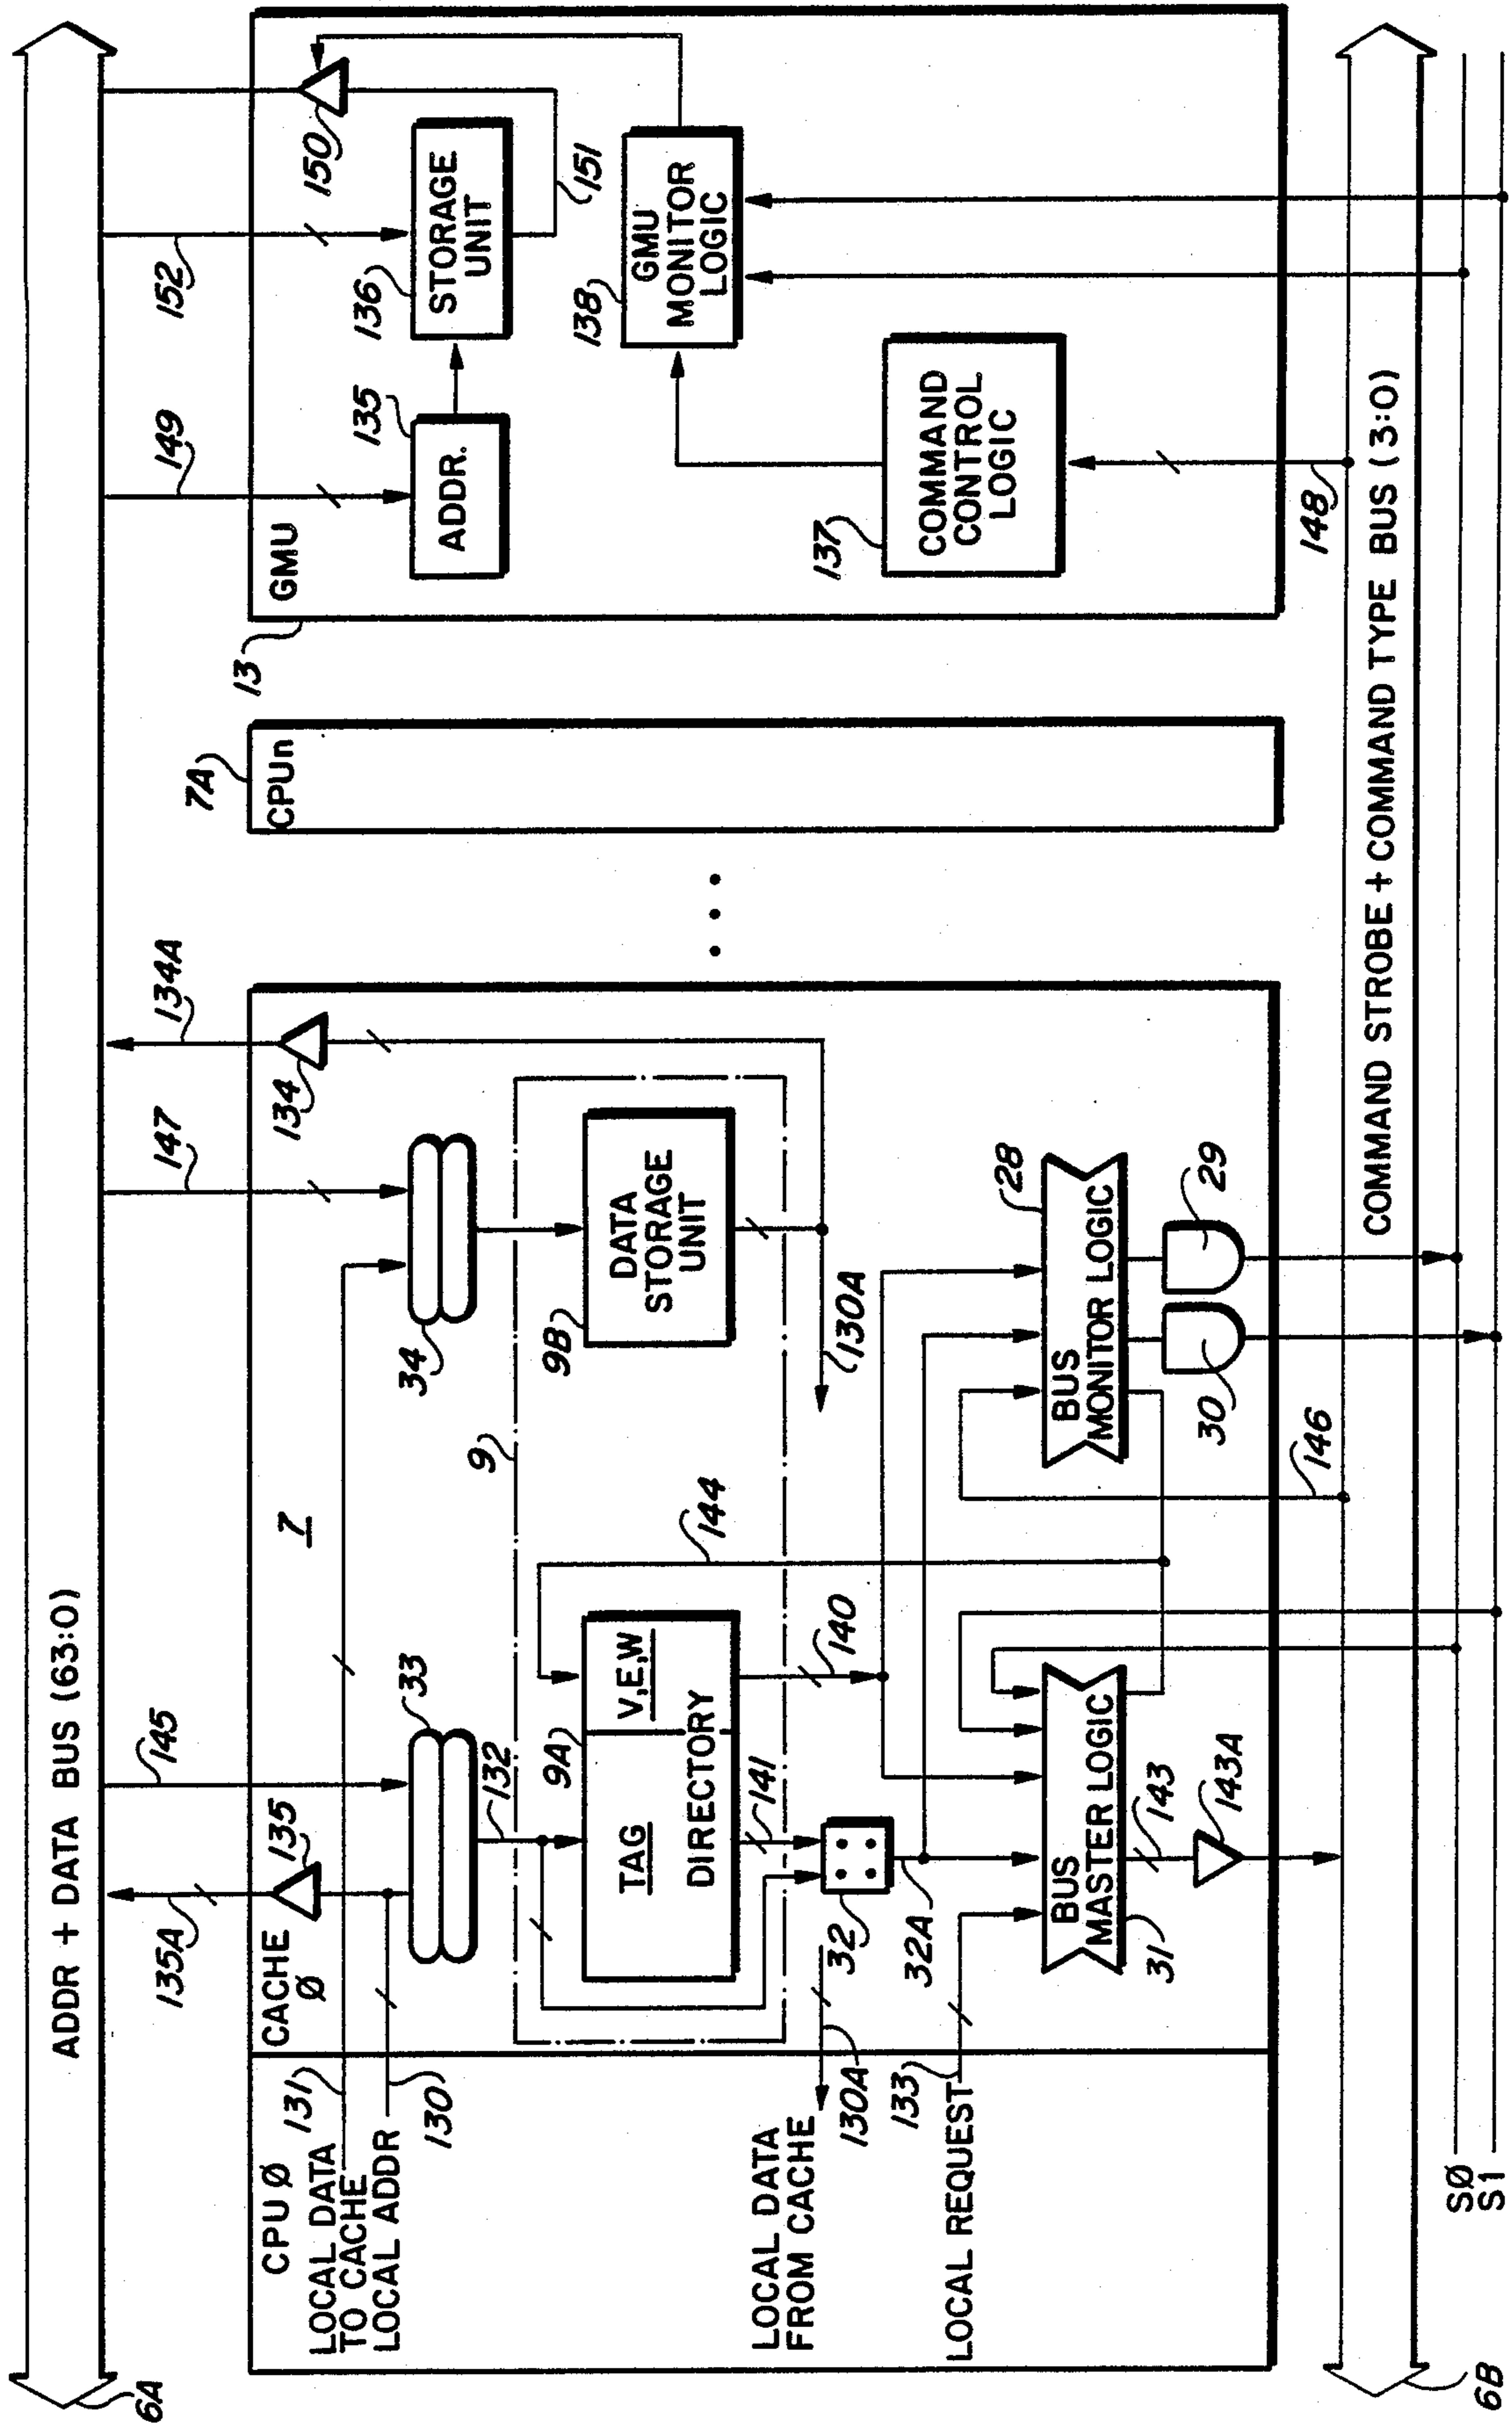 ADDR + DATA BUS (63:0)
6A
135A
145
147
134A
149
152
CPU Ø
CACHE
Ø
135
7
134
7A
CPUn
13
GMU
150
LOCAL DATA
TO CACHE
131
LOCAL ADDR
130
33
34
135
ADDR.
136
STORAGE
UNIT
151
132
9
9A
TAG
V,E,W
DIRECTORY
144
9B
DATA
STORAGE
UNIT
138
GMU
MONITOR
LOGIC
141
140
LOCAL DATA
FROM CACHE
130A
32
130A
137
COMMAND
CONTROL
LOGIC
32A
133
LOCAL REQUEST
BUS
MASTER LOGIC
31
28
BUS
MONITOR LOGIC
143
143A
30
29
146
148
COMMAND STROBE + COMMAND TYPE BUS (3:0)
SØ
S1
6B